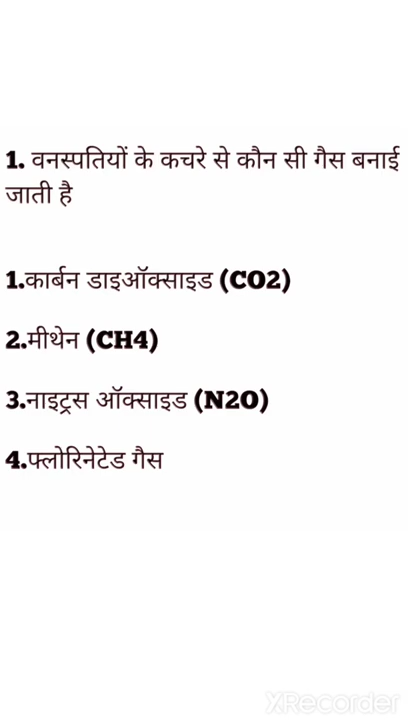 1. वनस्पतियों के कचरे से कौन सी गैस बनाई
जाती है
1.कार्बन डाइऑक्साइड (CO2)
2.मीथेन (CH4)
3.नाइट्रस ऑक्साइड (N2O)
4.फ्लोरिनेटेड गैस
XRecorder